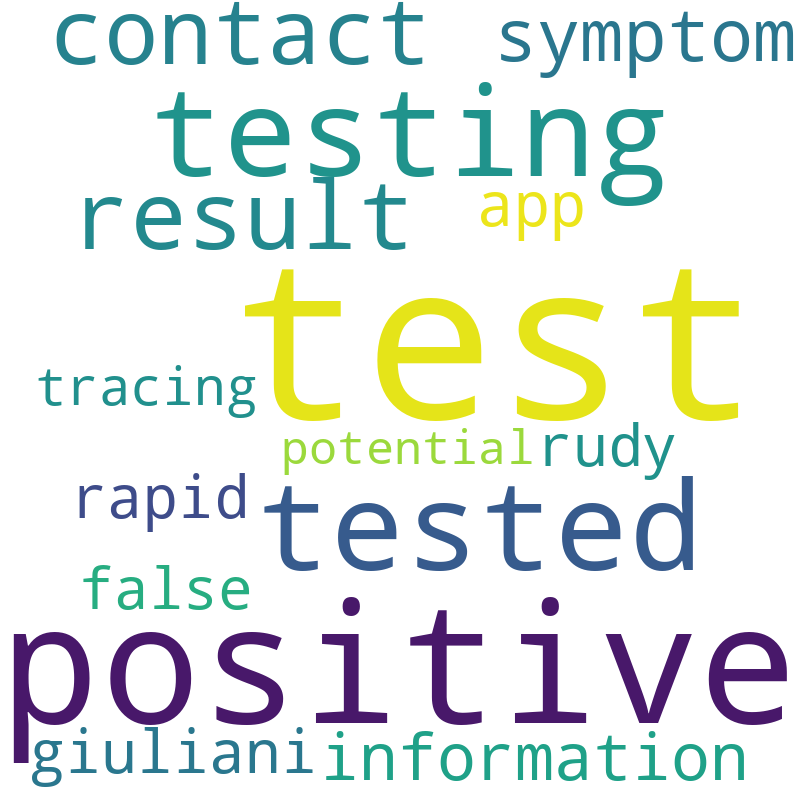 contact symptom
testing
result app
test
tracing
potential rudy
rapid tested
false
positive
giuliani information